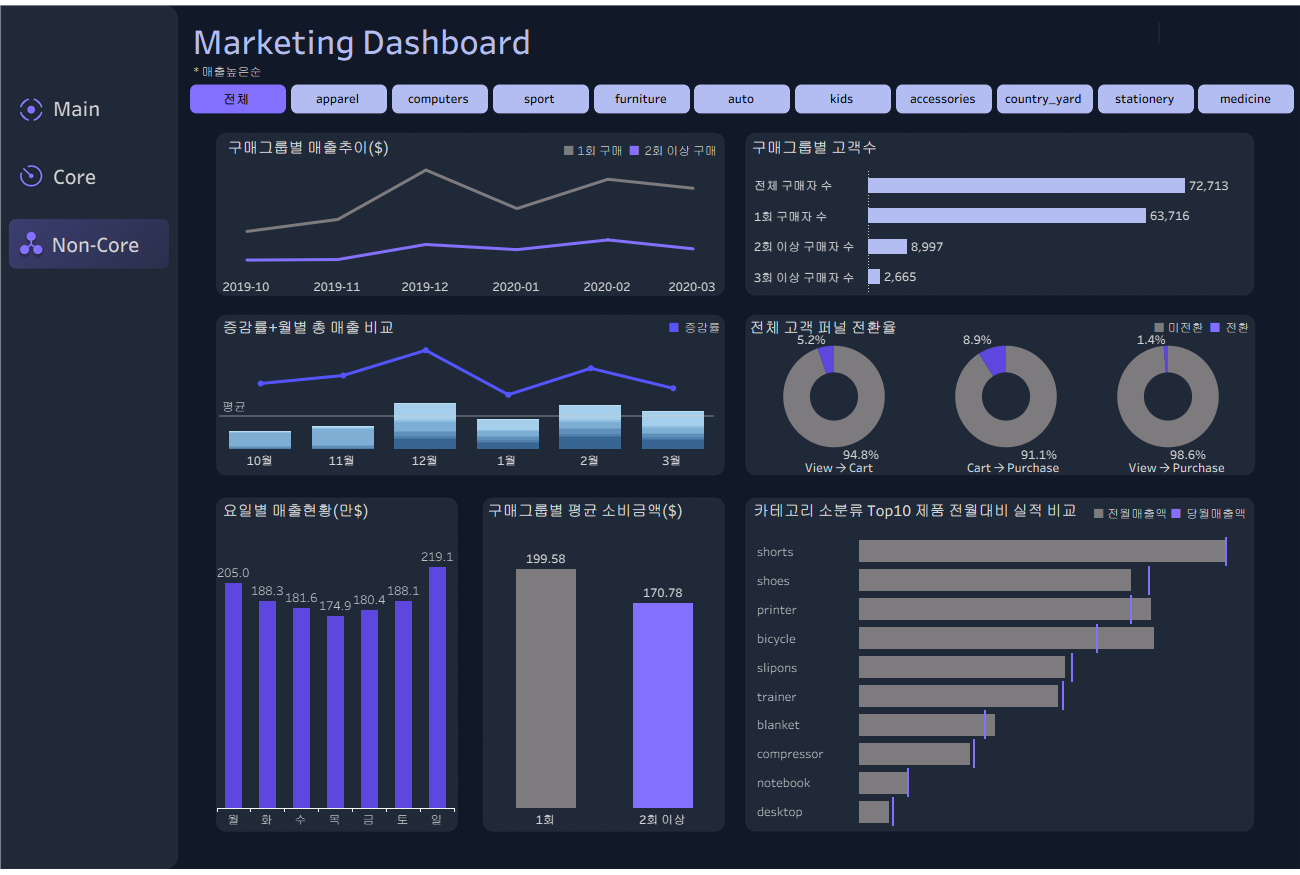 Marketing Dashboard
* 매출높은순
Main
Core
Non-Core
전체 apparel computers sport furniture auto kids accessories country_yard stationery medicine
구매그룹별 매출추이($)
1회 구매 2회 이상 구매
2019-10 2019-11 2019-12 2020-01 2020-02 2020-03
구매그룹별 고객수
전체 구매자 수 72,713
1회 구매자 수 63,716
2회 이상 구매자 수 8,997
3회 이상 구매자 수 2,665
증감률+월별 총 매출 비교
증감률
평균
10월 11월 12월 1월 2월 3월
전체 고객 퍼널 전환율
미전환 전환
5.2% 8.9% 1.4%
94.8% 91.1% 98.6%
View → Cart Cart → Purchase View → Purchase
요일별 매출현황(만$)
205.0 188.3 181.6 174.9 180.4 188.1 219.1
월 화 수 목 금 토 일
구매그룹별 평균 소비금액($)
199.58 170.78
1회 2회 이상
카테고리 소분류 Top10 제품 전월대비 실적 비교
전월매출액 당월매출액
shorts
shoes
printer
bicycle
slipons
trainer
blanket
compressor
notebook
desktop